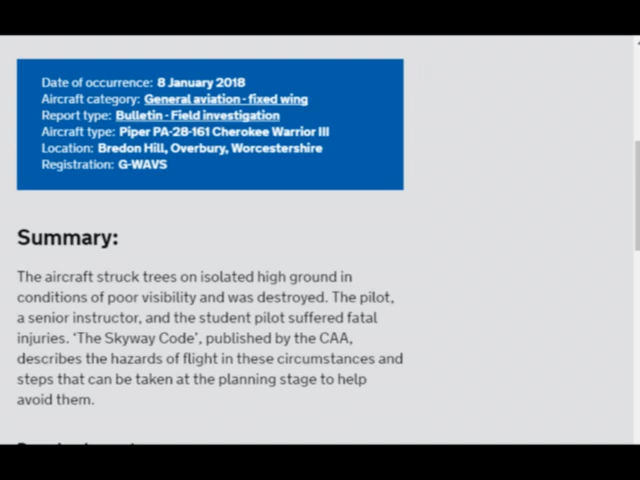 Date of occurrence: 8 January 2018
Aircraft category: General aviation - fixed wing
Report type: Bulletin - Field investigation
Aircraft type: Piper PA-28-161 Cherokee Warrior III
Location: Bredon Hill, Overbury, Worcestershire
Registration: G-WAVS
Summary:
The aircraft struck trees on isolated high ground in
conditions of poor visibility and was destroyed. The pilot,
a senior instructor, and the student pilot suffered fatal
injuries. ‘The Skyway Code’, published by the CAA,
describes the hazards of flight in these circumstances and
steps that can be taken at the planning stage to help
avoid them.